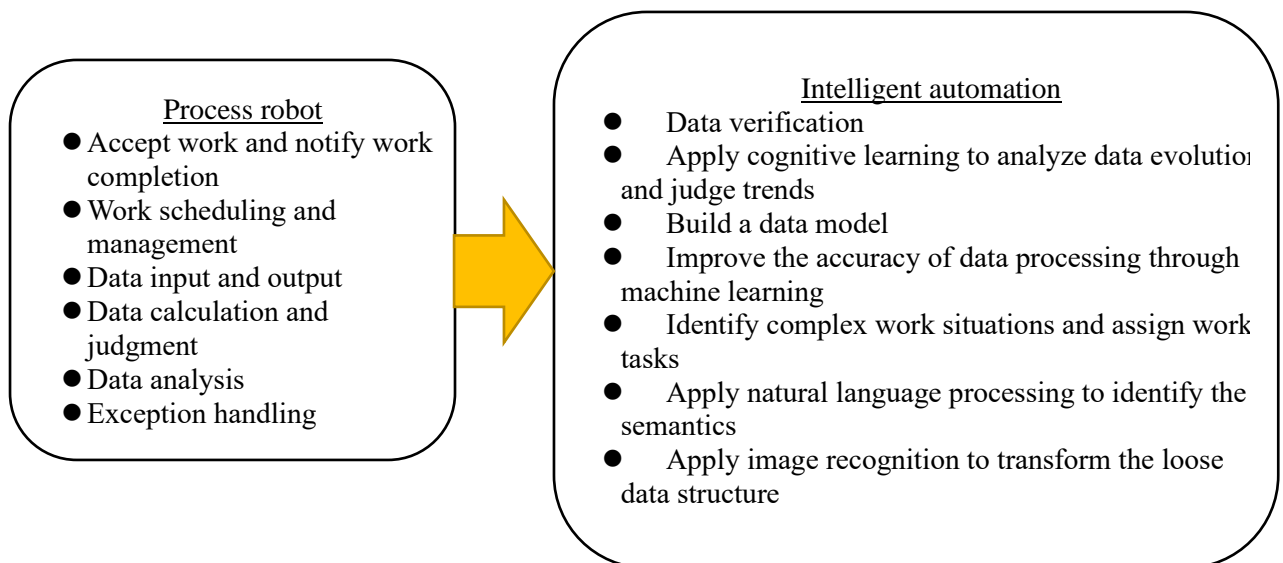 Process robot
● Accept work and notify work
completion
● Work scheduling and
management
● Data input and output
● Data calculation and
judgment
● Data analysis
● Exception handling
Intelligent automation
● Data verification
● Apply cognitive learning to analyze data evolution
and judge trends
● Build a data model
● Improve the accuracy of data processing through
machine learning
● Identify complex work situations and assign work
tasks
● Apply natural language processing to identify the
semantics
● Apply image recognition to transform the loose
data structure